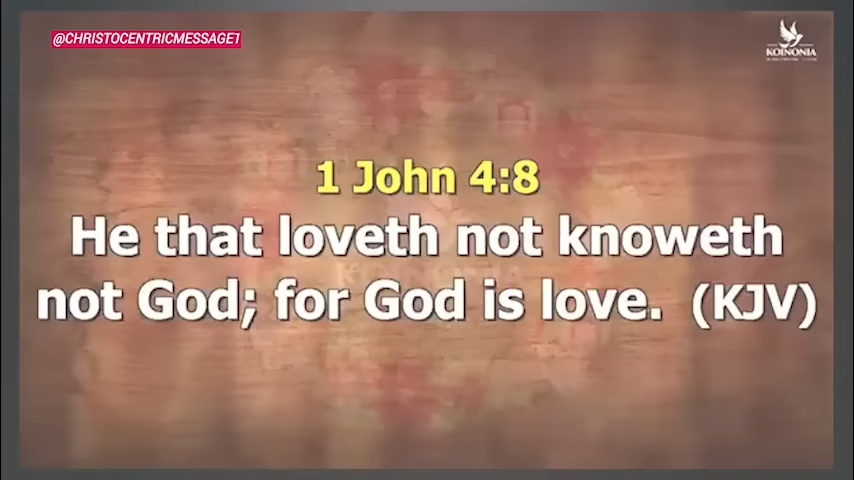 @CHRISTOCENTRICMESSAGE1
KOINONIA
1 John 4:8
He that loveth not knoweth
not God; for God is love. (KJV)